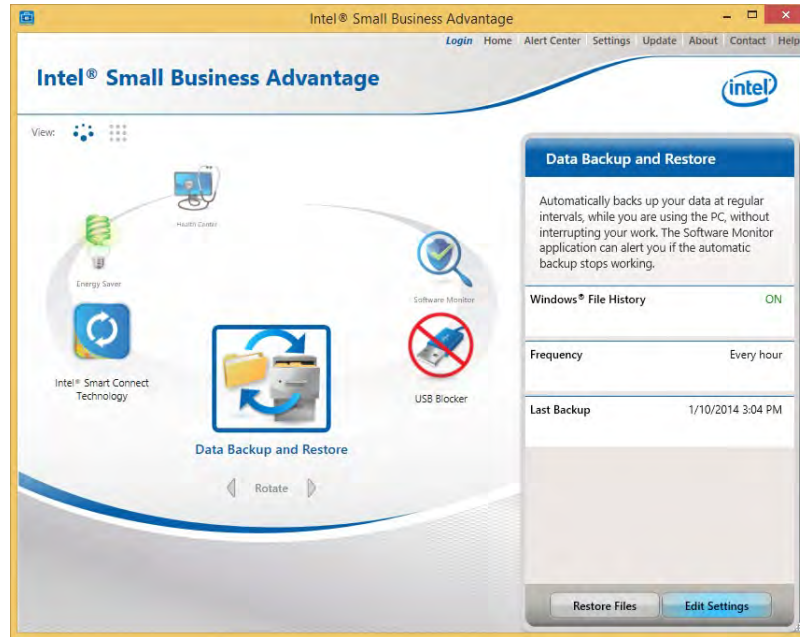 Intel® Small Business Advantage
Login Home Alert Center Settings Update About Contact Help
Intel® Small Business Advantage
intel
View:
Health Center
Energy Saver
Software Monitor
Intel® Smart Connect
Technology
USB Blocker
Data Backup and Restore
Rotate
Data Backup and Restore
Automatically backs up your data at regular
intervals, while you are using the PC, without
interrupting your work. The Software Monitor
application can alert you if the automatic
backup stops working.
Windows® File History ON
Frequency Every hour
Last Backup 1/10/2014 3:04 PM
Restore Files Edit Settings